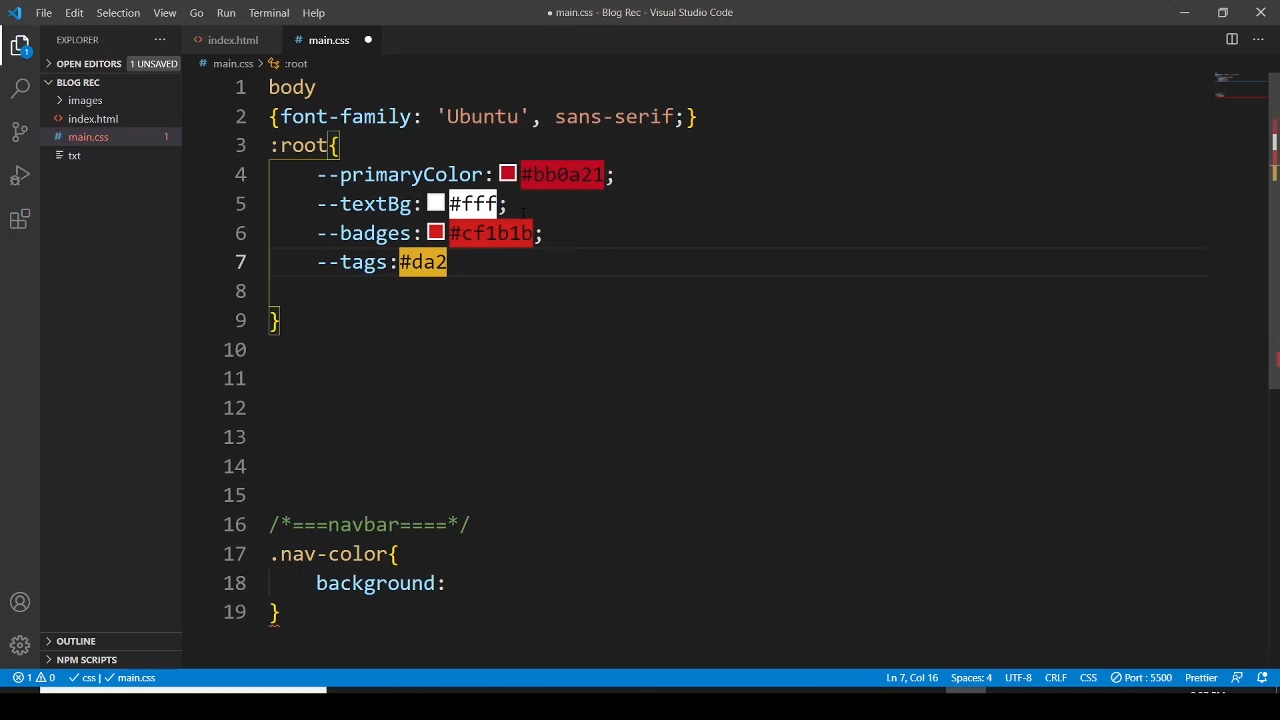 File Edit Selection View Go Run Terminal Help
● main.css - Blog Rec - Visual Studio Code
EXPLORER ···
index.html
main.css ●
OPEN EDITORS 1 UNSAVED
main.css > :root
BLOG REC
images
index.html
main.css 1
txt
1 body
2 {font-family: 'Ubuntu', sans-serif;}
3 :root{
4 --primaryColor: #bb0a21;
5 --textBg: #fff;
6 --badges: #cf1b1b;
7 --tags:#da2
8
9 }
10
11
12
13
14
15
16 /*===navbar====*/
17 .nav-color{
18 background:
19 }
OUTLINE
NPM SCRIPTS
1 0 css | main.css
Ln 7, Col 16 Spaces: 4 UTF-8 CRLF CSS Port : 5500 Prettier